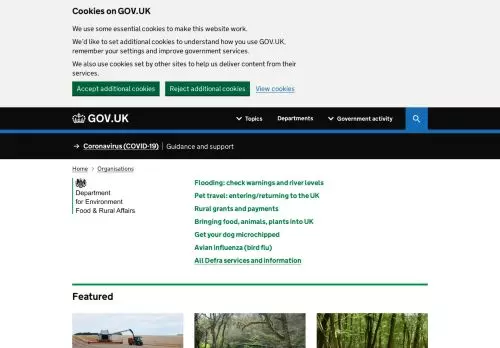 Cookies on GOV.UK
We use some essential cookies to make this website work.
We'd like to set additional cookies to understand how you use GOV.UK,
remember your settings and improve government services.
We also use cookies set by other sites to help us deliver content from their
services.
Accept additional cookies Reject additional cookies View cookies
GOV.UK Topics Departments Government activity
→ Coronavirus (COVID-19) Guidance and support
Home > Organisations
Department
for Environment
Food & Rural Affairs
Flooding: check warnings and river levels
Pet travel: entering/returning to the UK
Rural grants and payments
Bringing food, animals, plants into UK
Get your dog microchipped
Avian influenza (bird flu)
All Defra services and information
Featured